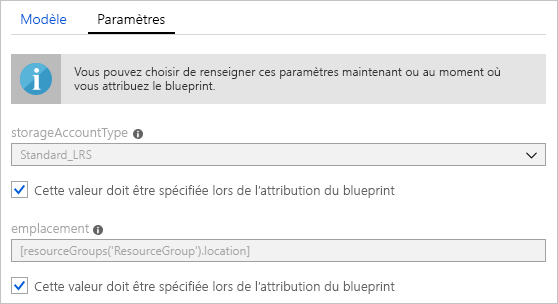 Modèle Paramètres
Vous pouvez choisir de renseigner ces paramètres maintenant ou au moment où
vous attribuez le blueprint.
storageAccountType
Standard_LRS
Cette valeur doit être spécifiée lors de l'attribution du blueprint
emplacement
[resourceGroups('ResourceGroup').location]
Cette valeur doit être spécifiée lors de l'attribution du blueprint